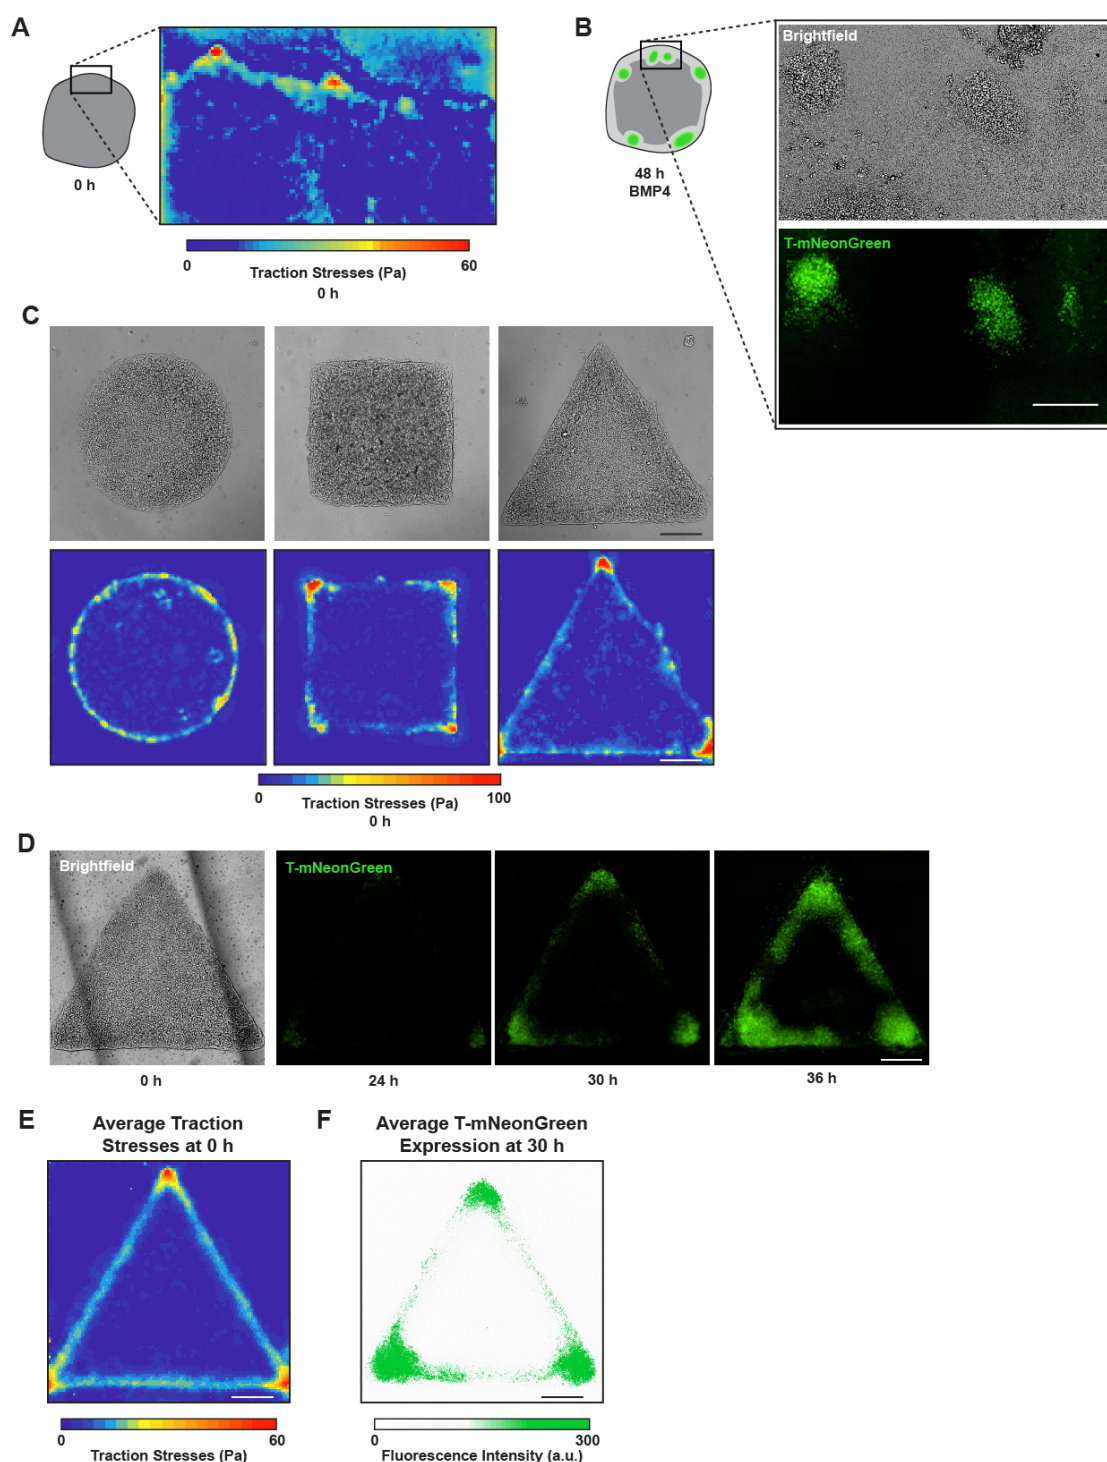 A
0 h
0
60
Traction Stresses (Pa)
0 h
B
48 h
BMP4
Brightfield
T-mNeonGreen
C
0
100
Traction Stresses (Pa)
0 h
D
Brightfield
T-mNeonGreen
0 h
24 h
30 h
36 h
E
Average Traction
Stresses at 0 h
0
60
Traction Stresses (Pa)
F
Average T-mNeonGreen
Expression at 30 h
0
300
Fluorescence Intensity (a.u.)